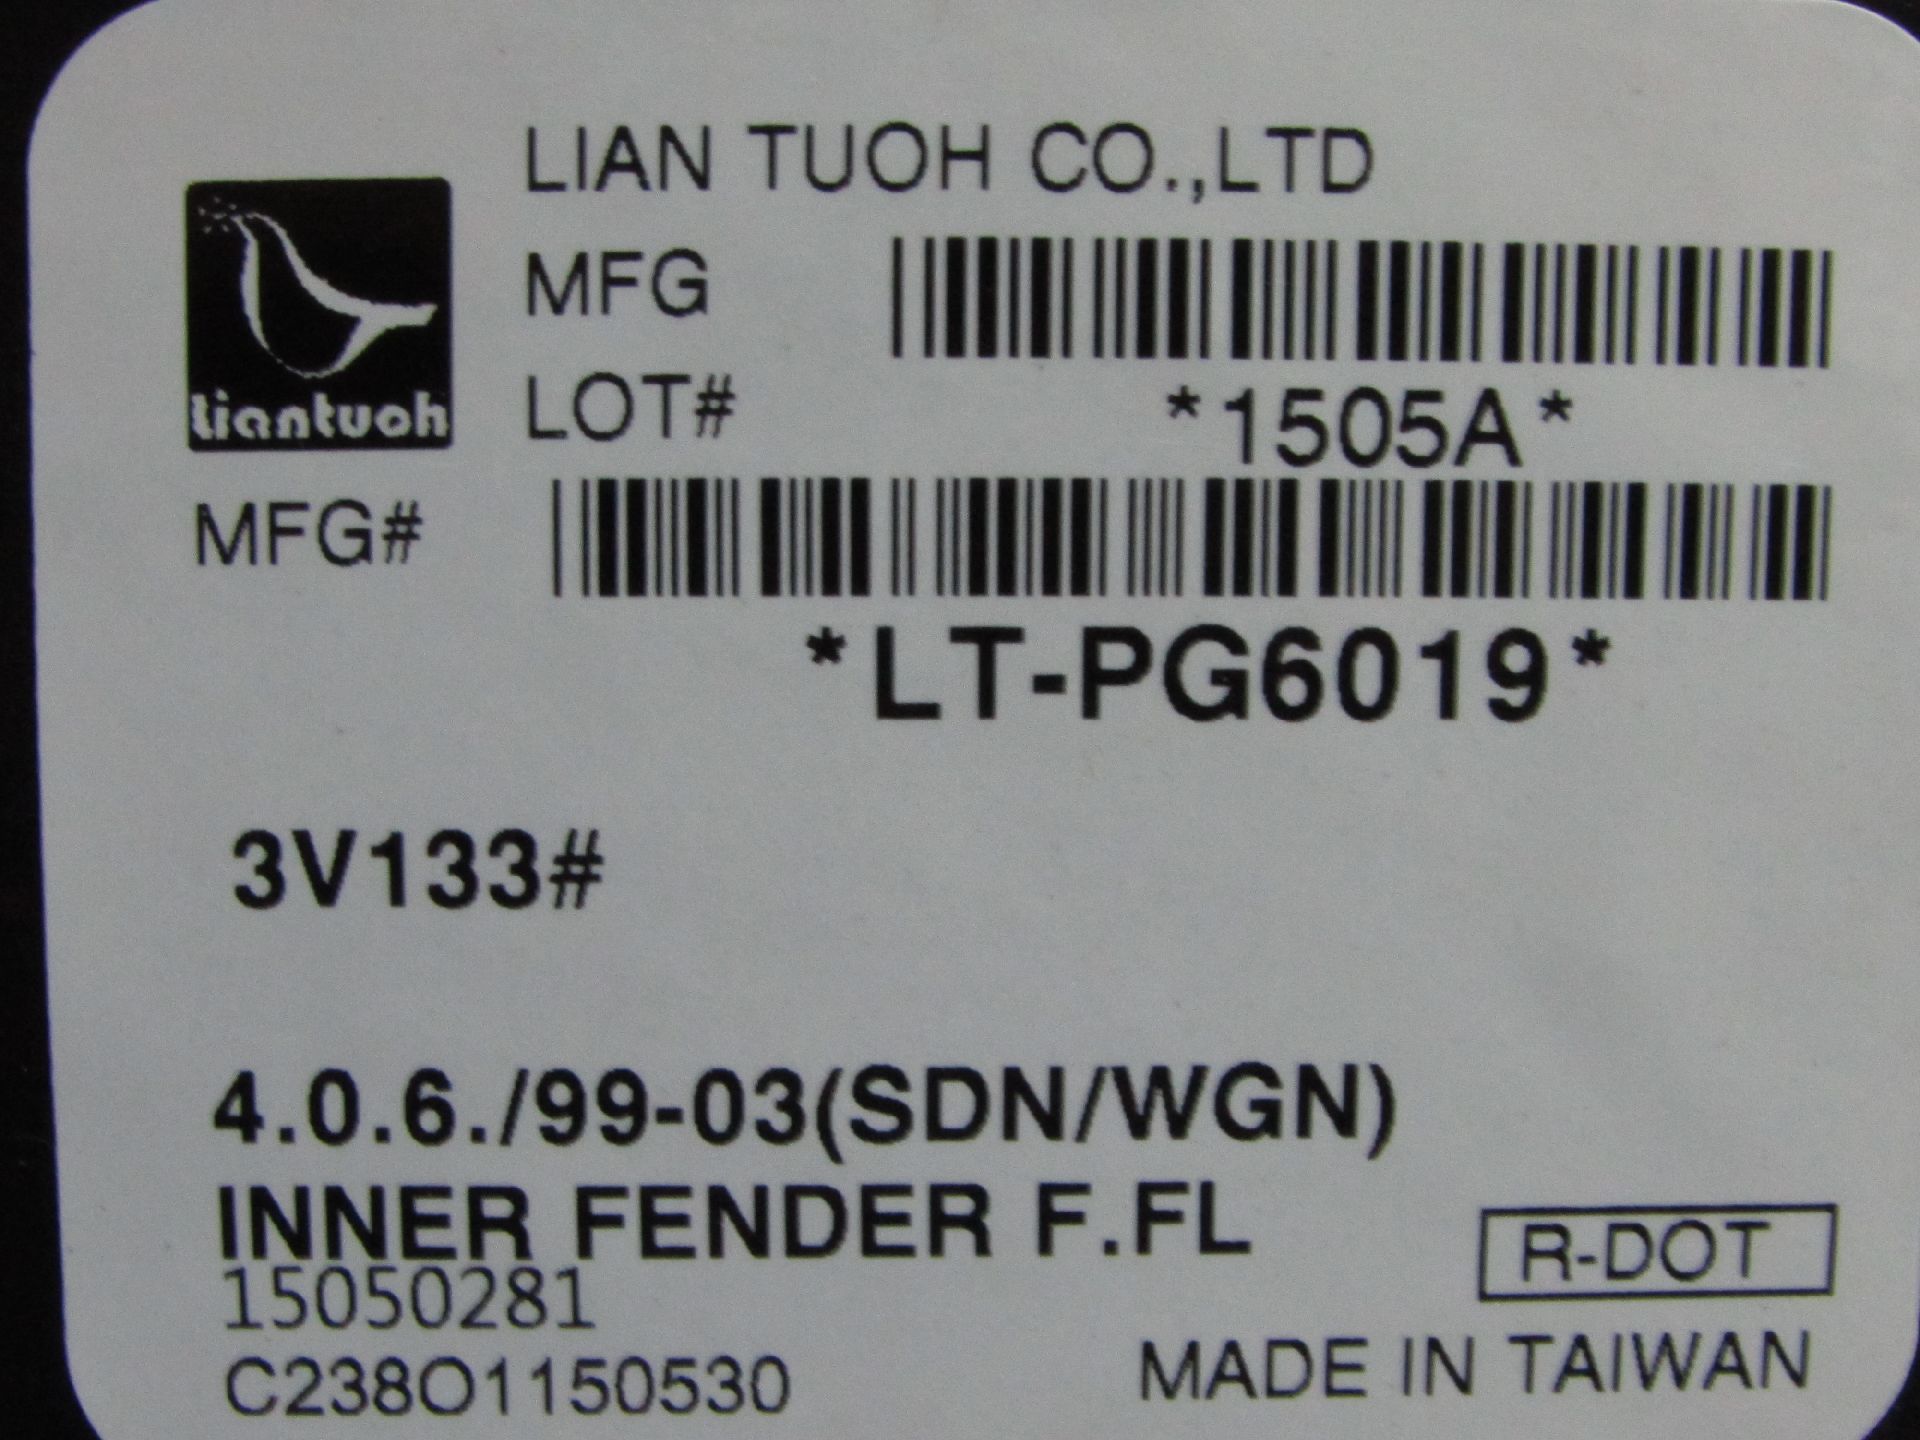 LIAN TUOH CO.,LTD
Liantuoh
MFG
LOT#
*1505A*
MFG#
*LT-PG6019*
3V133#
4.0.6./99-03(SDN/WGN)
INNER FENDER F.FL
15050281
R-DOT
C238O1150530
MADE IN TAIWAN